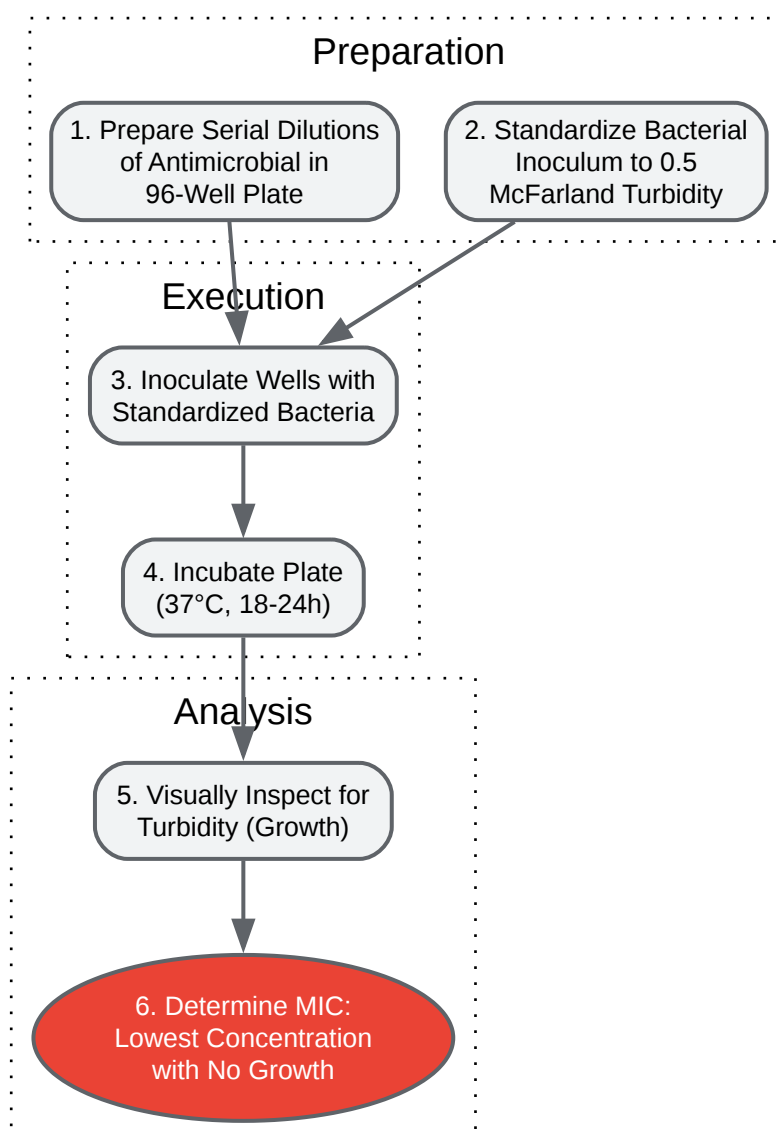 Preparation
1. Prepare Serial Dilutions
of Antimicrobial in
96-Well Plate
2. Standardize Bacterial
Inoculum to 0.5
McFarland Turbidity
Execution
3. Inoculate Wells with
Standardized Bacteria
4. Incubate Plate
(37°C, 18-24h)
Analysis
5. Visually Inspect for
Turbidity (Growth)
6. Determine MIC:
Lowest Concentration
with No Growth